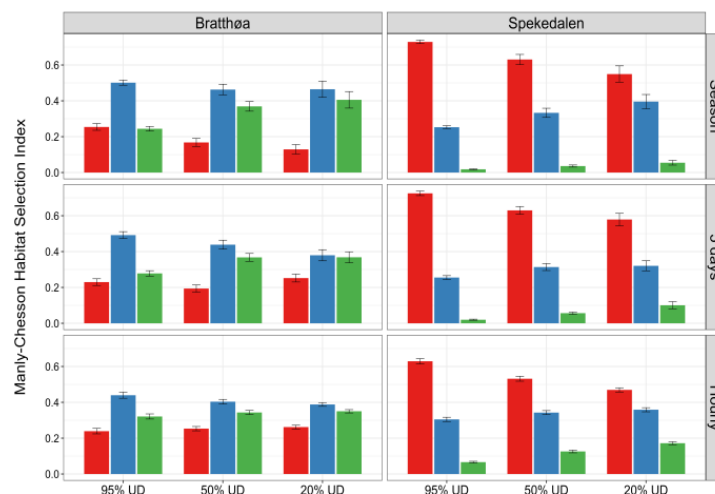 Bratthøa
Spekedalen
Manly-Chesson Habitat Selection Index
0.6
0.4
0.2
0.0
Season
0.6
0.4
0.2
0.0
days
0.6
0.4
0.2
0.0
Hourly
95% UD 50% UD 20% UD 95% UD 50% UD 20% UD